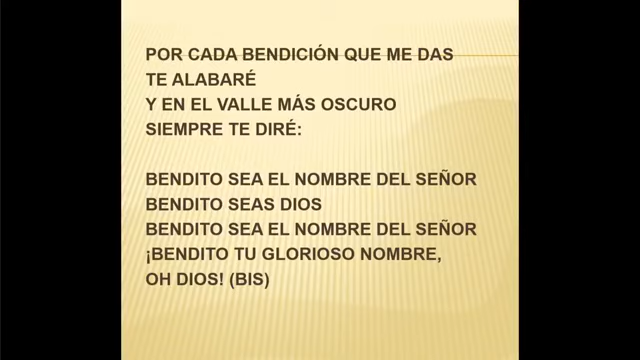 POR CADA BENDICIÓN QUE ME DAS
TE ALABARÉ
Y EN EL VALLE MÁS OSCURO
SIEMPRE TE DIRÉ:
BENDITO SEA EL NOMBRE DEL SEÑOR
BENDITO SEAS DIOS
BENDITO SEA EL NOMBRE DEL SEÑOR
¡BENDITO TU GLORIOSO NOMBRE,
OH DIOS! (BIS)